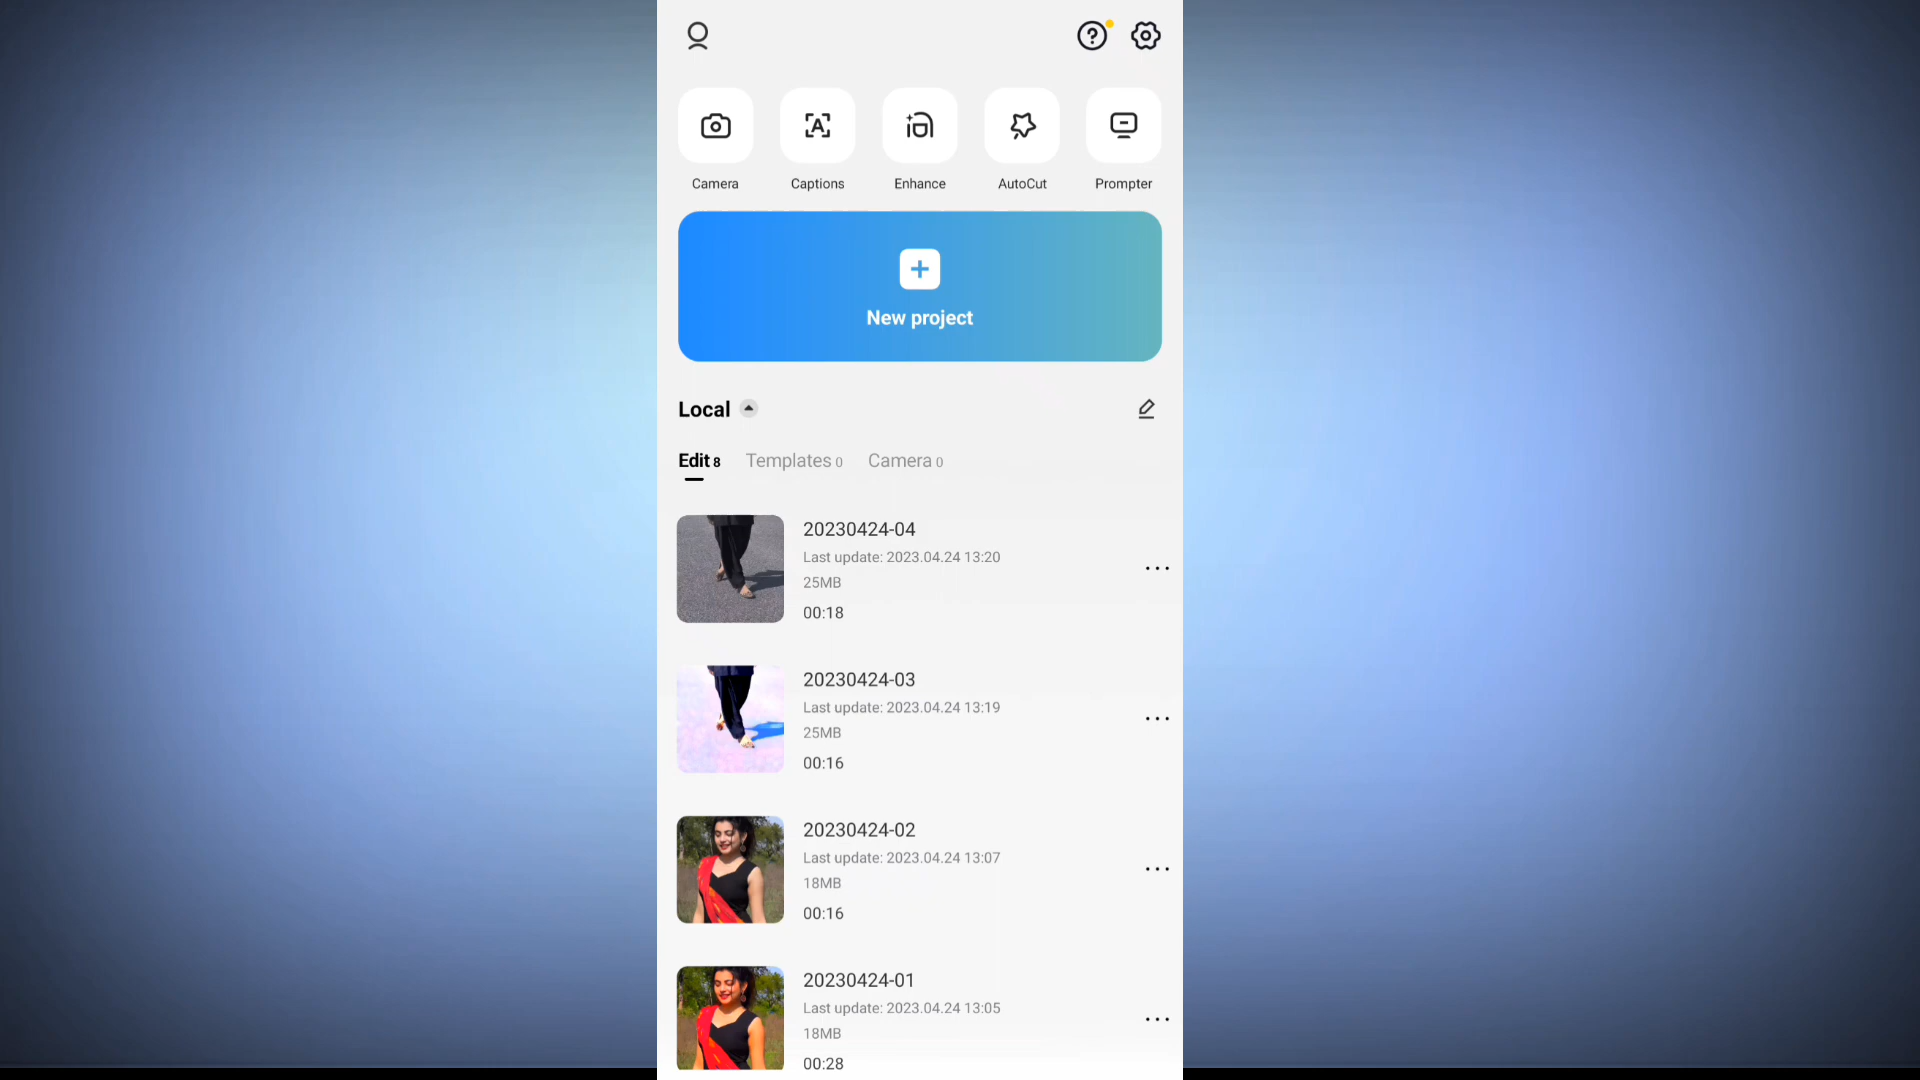 Camera Captions Enhance AutoCut Prompter
New project
Local
Edit 8 Templates 0 Camera 0
20230424-04
Last update: 2023.04.24 13:20
25MB
00:18
20230424-03
Last update: 2023.04.24 13:19
25MB
00:16
20230424-02
Last update: 2023.04.24 13:07
18MB
00:16
20230424-01
Last update: 2023.04.24 13:05
18MB
00:28